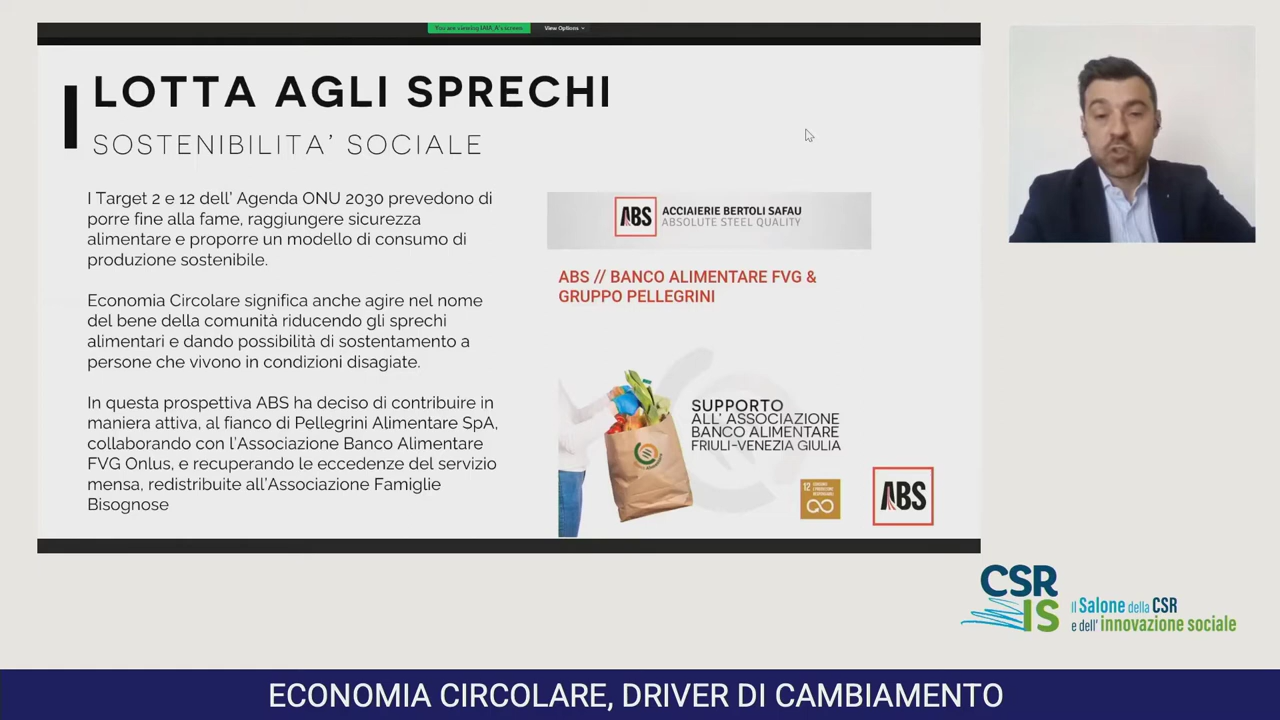 You are viewing IAIA_A's screen
View Options
LOTTA AGLI SPRECHI
SOSTENIBILITA' SOCIALE
I Target 2 e 12 dell' Agenda ONU 2030 prevedono di
porre fine alla fame, raggiungere sicurezza
alimentare e proporre un modello di consumo di
produzione sostenibile.
Economia Circolare significa anche agire nel nome
del bene della comunità riducendo gli sprechi
alimentari e dando possibilità di sostentamento a
persone che vivono in condizioni disagiate.
In questa prospettiva ABS ha deciso di contribuire in
maniera attiva, al fianco di Pellegrini Alimentare SpA,
collaborando con l'Associazione Banco Alimentare
FVG Onlus, e recuperando le eccedenze del servizio
mensa, redistribuite all'Associazione Famiglie
Bisognose
ABS ACCIAIERIE BERTOLI SAFAU
ABSOLUTE STEEL QUALITY
ABS // BANCO ALIMENTARE FVG &
GRUPPO PELLEGRINI
SUPPORTO
ALL' ASSOCIAZIONE
BANCO ALIMENTARE
FRIULI-VENEZIA GIULIA
12
ABS
CSR
IS
il Salone della CSR
e dell' innovazione sociale
ECONOMIA CIRCOLARE, DRIVER DI CAMBIAMENTO